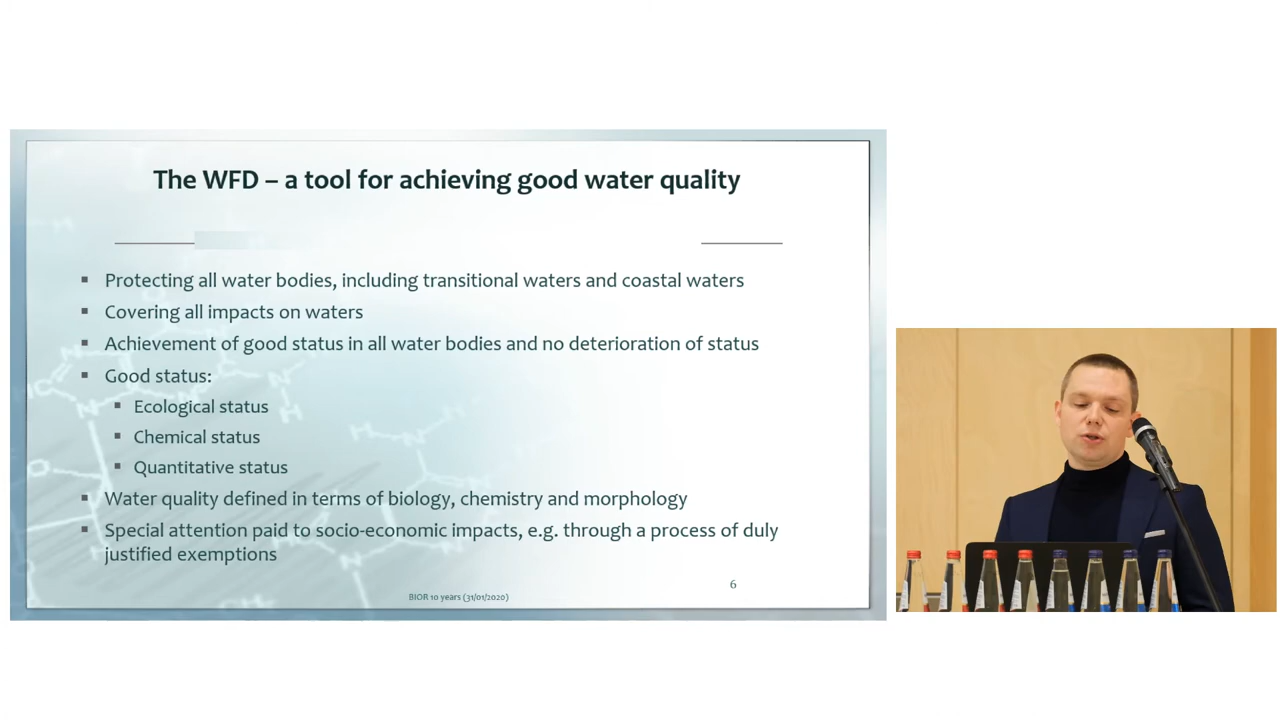 The WFD – a tool for achieving good water quality
▪ Protecting all water bodies, including transitional waters and coastal waters
▪ Covering all impacts on waters
▪ Achievement of good status in all water bodies and no deterioration of status
▪ Good status:
▪ Ecological status
▪ Chemical status
▪ Quantitative status
▪ Water quality defined in terms of biology, chemistry and morphology
▪ Special attention paid to socio-economic impacts, e.g. through a process of duly
justified exemptions
6
BIOR 10 years (31/01/2020)